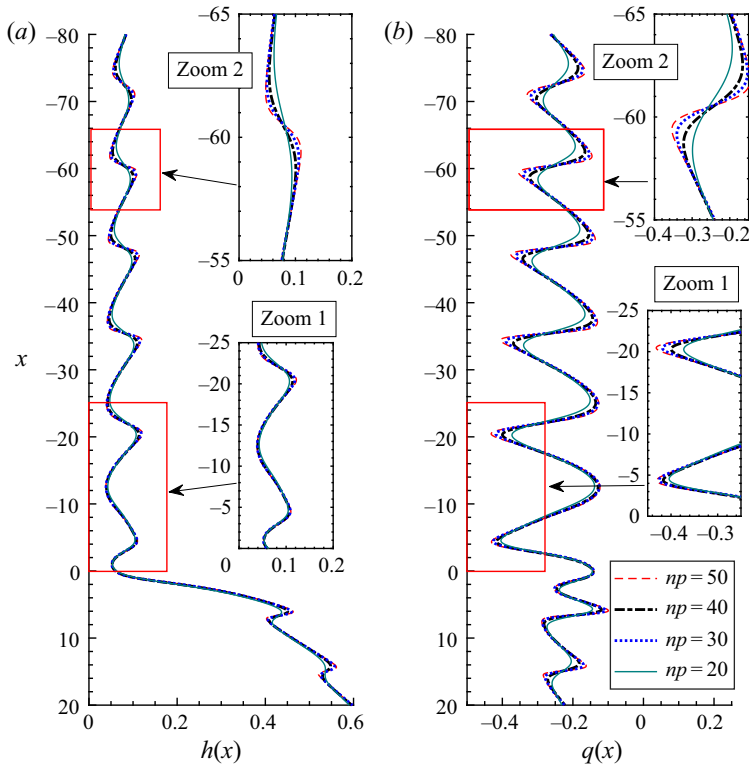 (a)
−65
(b)
−65
−80
Zoom 2
Zoom 2
−70
−60
−60
−60
−55
−55
0 0.1 0.2
−0.4 −0.3 −0.2
−50
−40
Zoom 1
Zoom 1
x
−30
−25
−20
−15
−10
−5
0.1 0.2
−25
−20
−15
−10
−5
0
−0.4 −0.3
−20
−10
0
10
20
0 0.2 0.4 0.6
h(x)
−80
−70
−60
−50
−40
−30
−20
−10
0
10
20
−0.4 −0.2 0 0.2
q(x)
np = 50
np = 40
np = 30
np = 20